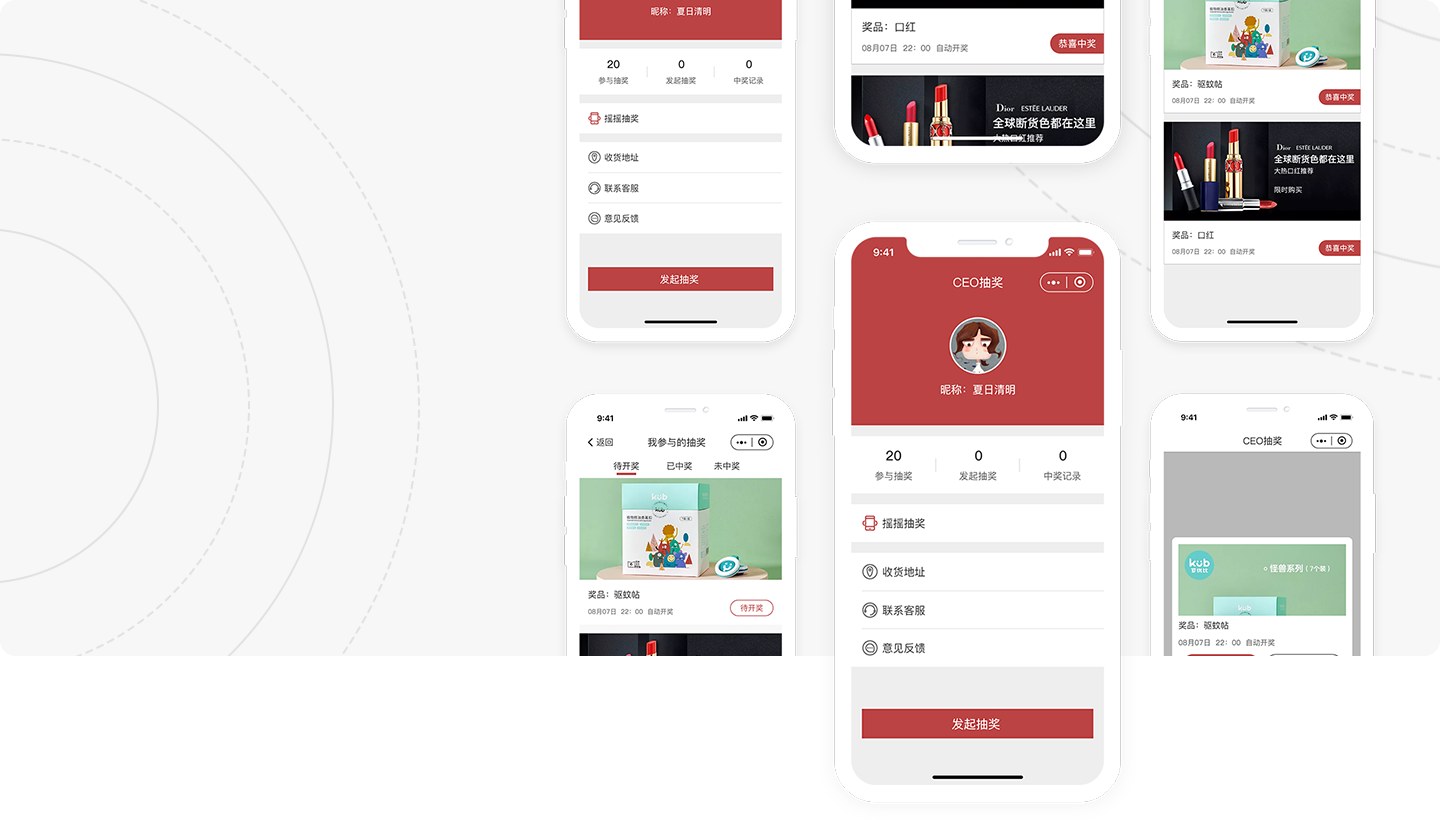 昵称：夏日清明
20
0
0
参与抽奖
发起抽奖
中奖记录
摇摇抽奖
收货地址
联系客服
意见反馈
发起抽奖
9:41
返回
我参与的抽奖
待开奖
已中奖
未中奖
küb
küb
奖品：驱蚊帖
08月07日 22：00 自动开奖
待开奖
奖品：口红
08月07日 22：00 自动开奖
恭喜中奖
Dior ESTĒE LAUDER
全球断货色都在这里
大热口红推荐
9:41
CEO抽奖
昵称：夏日清明
20
0
0
参与抽奖
发起抽奖
中奖记录
摇摇抽奖
收货地址
联系客服
意见反馈
发起抽奖
奖品：驱蚊帖
08月07日 22：00 自动开奖
恭喜中奖
Dior ESTĒE LAUDER
全球断货色都在这里
大热口红推荐
限时购买
奖品：口红
08月07日 22：00 自动开奖
恭喜中奖
9:41
CEO抽奖
küb
怪兽系列（7个装）
küb
奖品：驱蚊帖
08月07日 22：00 自动开奖